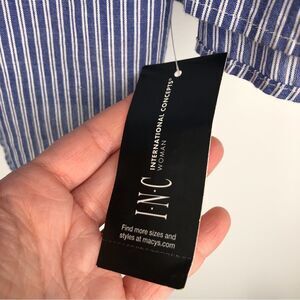 I·N·C
INTERNATIONAL CONCEPTS®
WOMAN
Find more sizes and
styles at macys.com